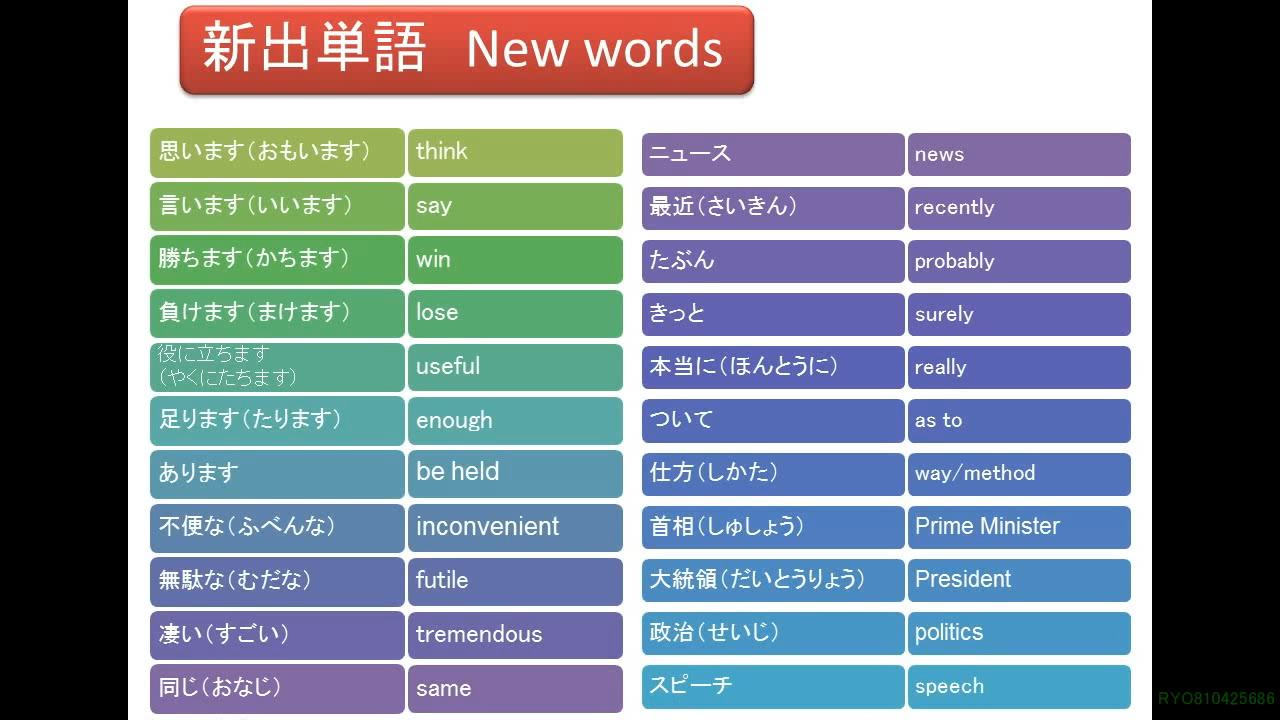 新出単語 New words
思います(おもいます) think
言います(いいます) say
勝ちます(かちます) win
負けます(まけます) lose
役に立ちます
(やくにたちます) useful
足ります(たります) enough
あります be held
不便な(ふべんな) inconvenient
無駄な(むだな) futile
凄い(すごい) tremendous
同じ(おなじ) same
ニュース news
最近(さいきん) recently
たぶん probably
きっと surely
本当に(ほんとうに) really
ついて as to
仕方(しかた) way/method
首相(しゅしょう) Prime Minister
大統領(だいとうりょう) President
政治(せいじ) politics
スピーチ speech
RYO810425686